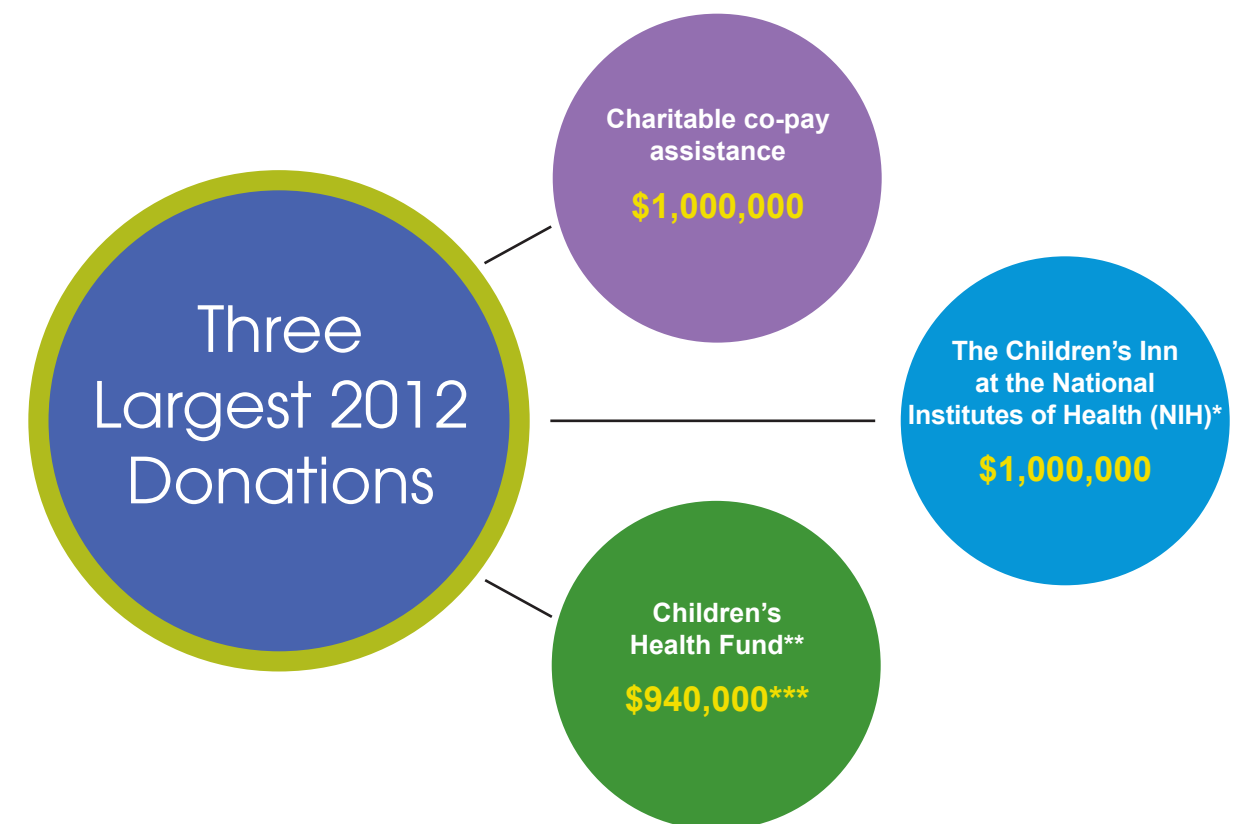 Three
Largest 2012
Donations
Charitable co-pay
assistance
$1,000,000
The Children’s Inn
at the National
Institutes of Health (NIH)*
$1,000,000
Children’s
Health Fund**
$940,000***